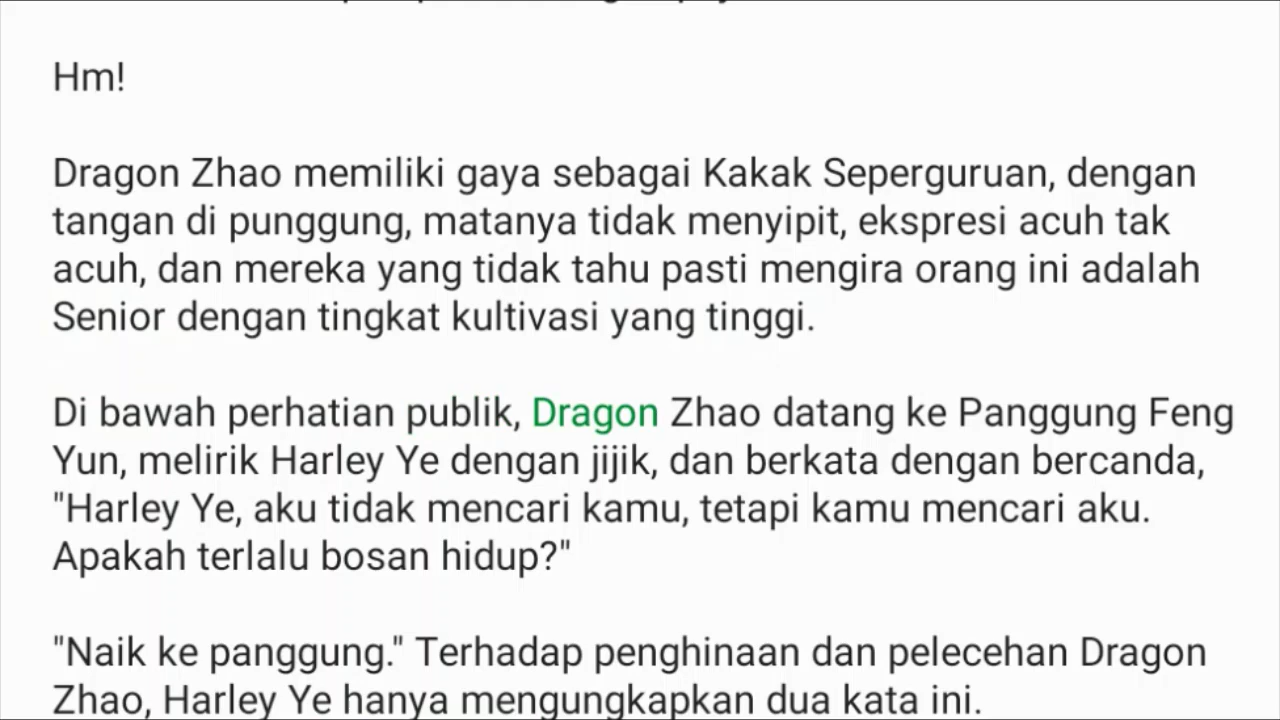 Hm!
Dragon Zhao memiliki gaya sebagai Kakak Seperguruan, dengan
tangan di punggung, matanya tidak menyipit, ekspresi acuh tak
acuh, dan mereka yang tidak tahu pasti mengira orang ini adalah
Senior dengan tingkat kultivasi yang tinggi.
Di bawah perhatian publik, Dragon Zhao datang ke Panggung Feng
Yun, melirik Harley Ye dengan jijik, dan berkata dengan bercanda,
"Harley Ye, aku tidak mencari kamu, tetapi kamu mencari aku.
Apakah terlalu bosan hidup?"
"Naik ke panggung." Terhadap penghinaan dan pelecehan Dragon
Zhao, Harley Ye hanya mengungkapkan dua kata ini.